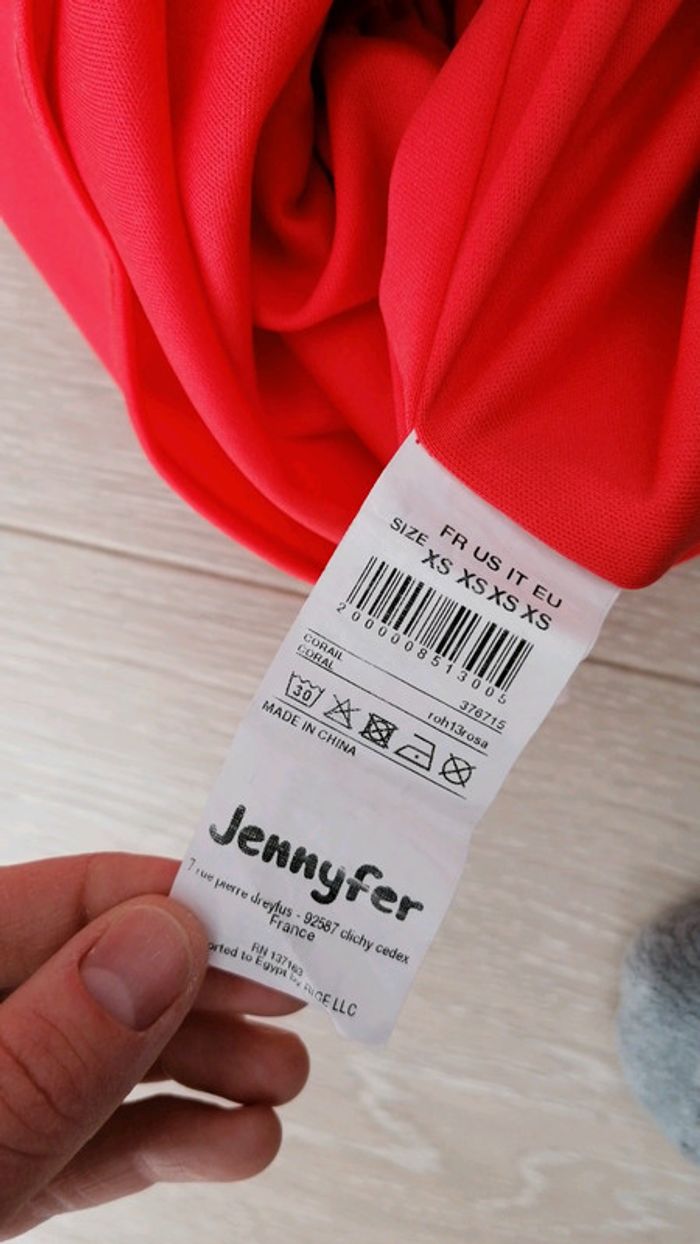 FR US IT EU
SIZE XS XS XS XS
2000008513005
CORAIL
CORAL
376715
roh13rosa
30
MADE IN CHINA
Jennyfer
7 rue pierre dreyfus - 92587 clichy cedex
France
RN 137163
orted to Egypt by LLC